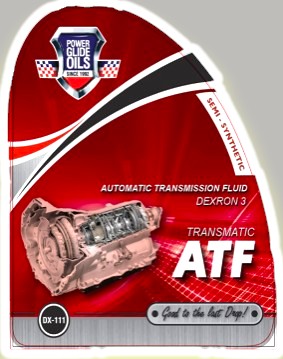 POWER
GLIDE
OILS
SINCE 1982
SEMI - SYNTHETIC
AUTOMATIC TRANSMISSION FLUID
DEXRON 3
TRANSMATIC
ATF
DX-111
Good to the last Drop!